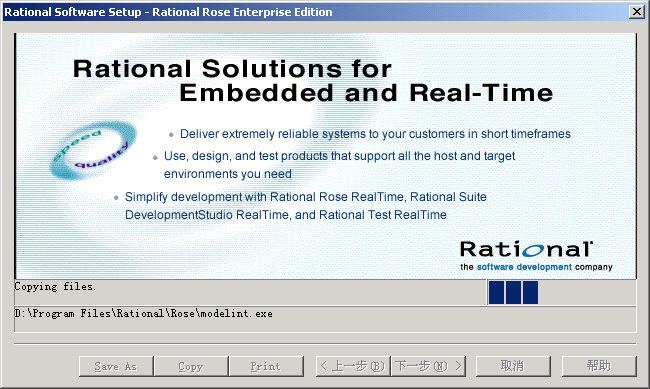 Rational Software Setup - Rational Rose Enterprise Edition
Rational Solutions for
Embedded and Real-Time
speed
quality
Deliver extremely reliable systems to your customers in short timeframes
Use, design, and test products that support all the host and target
environments you need
Simplify development with Rational Rose RealTime, Rational Suite
DevelopmentStudio RealTime, and Rational Test RealTime
Rational
the software development company
Copying files.
D:\Program Files\Rational\Rose\modelint.exe
Save As
Copy
Print
< 上一步(B)
下一步(N) >
取消
帮助